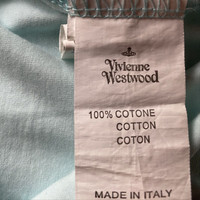 Vivienne
Westwood
100% COTONE
COTTON
COTON
MADE IN ITALY